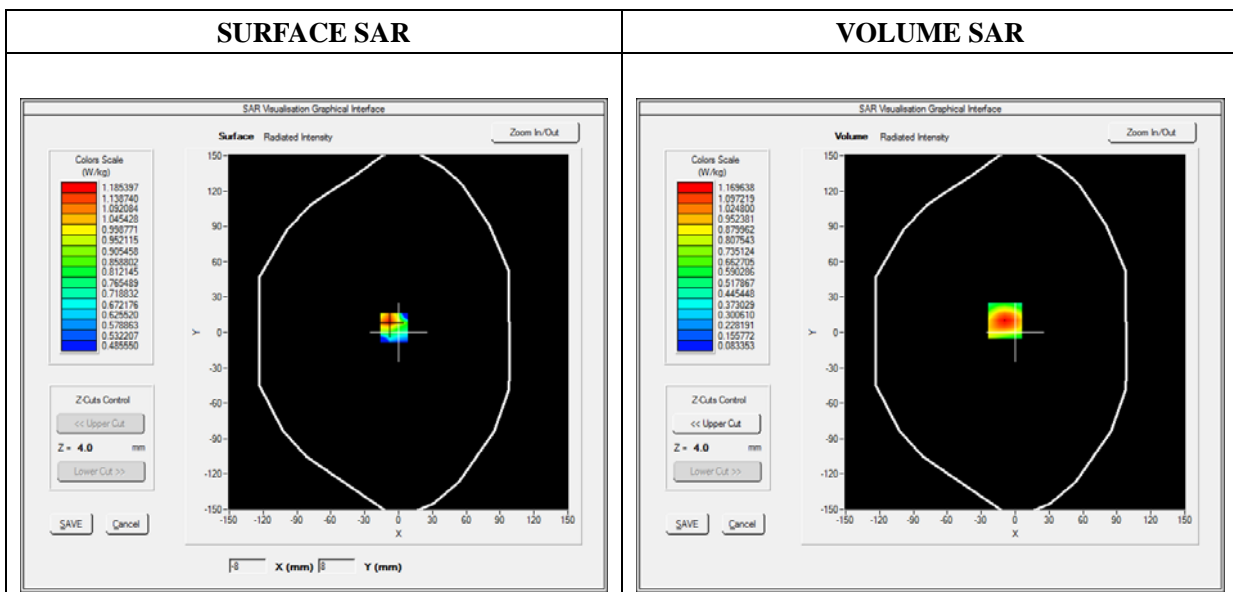 SURFACE SAR
VOLUME SAR
SAR Visualisation Graphical Interface
Surface Radiated Intensity
Zoom In/Out
Colors Scale
(W/kg)
1.185397
1.138740
1.092084
1.045428
0.998771
0.952115
0.905458
0.858802
0.812145
0.765489
0.718832
0.672176
0.625520
0.578863
0.532207
0.485550
Z-Cuts Control
<< Upper Cut
Z = 4.0 mm
Lower Cut >>
SAVE Cancel
150
120
90
60
30
0
-30
-60
-90
-120
-150
Y
-150 -120 -90 -60 -30 0 30 60 90 120 150
X
-8 X (mm) 8 Y (mm)
SAR Visualisation Graphical Interface
Volume Radiated Intensity
Zoom In/Out
Colors Scale
(W/kg)
1.169638
1.097219
1.024800
0.952381
0.879962
0.807543
0.735124
0.662705
0.590286
0.517867
0.445448
0.373029
0.300610
0.228191
0.155772
0.083353
Z-Cuts Control
<< Upper Cut
Z = 4.0 mm
Lower Cut >>
SAVE Cancel
150
120
90
60
30
0
-30
-60
-90
-120
-150
Y
-150 -120 -90 -60 -30 0 30 60 90 120 150
X